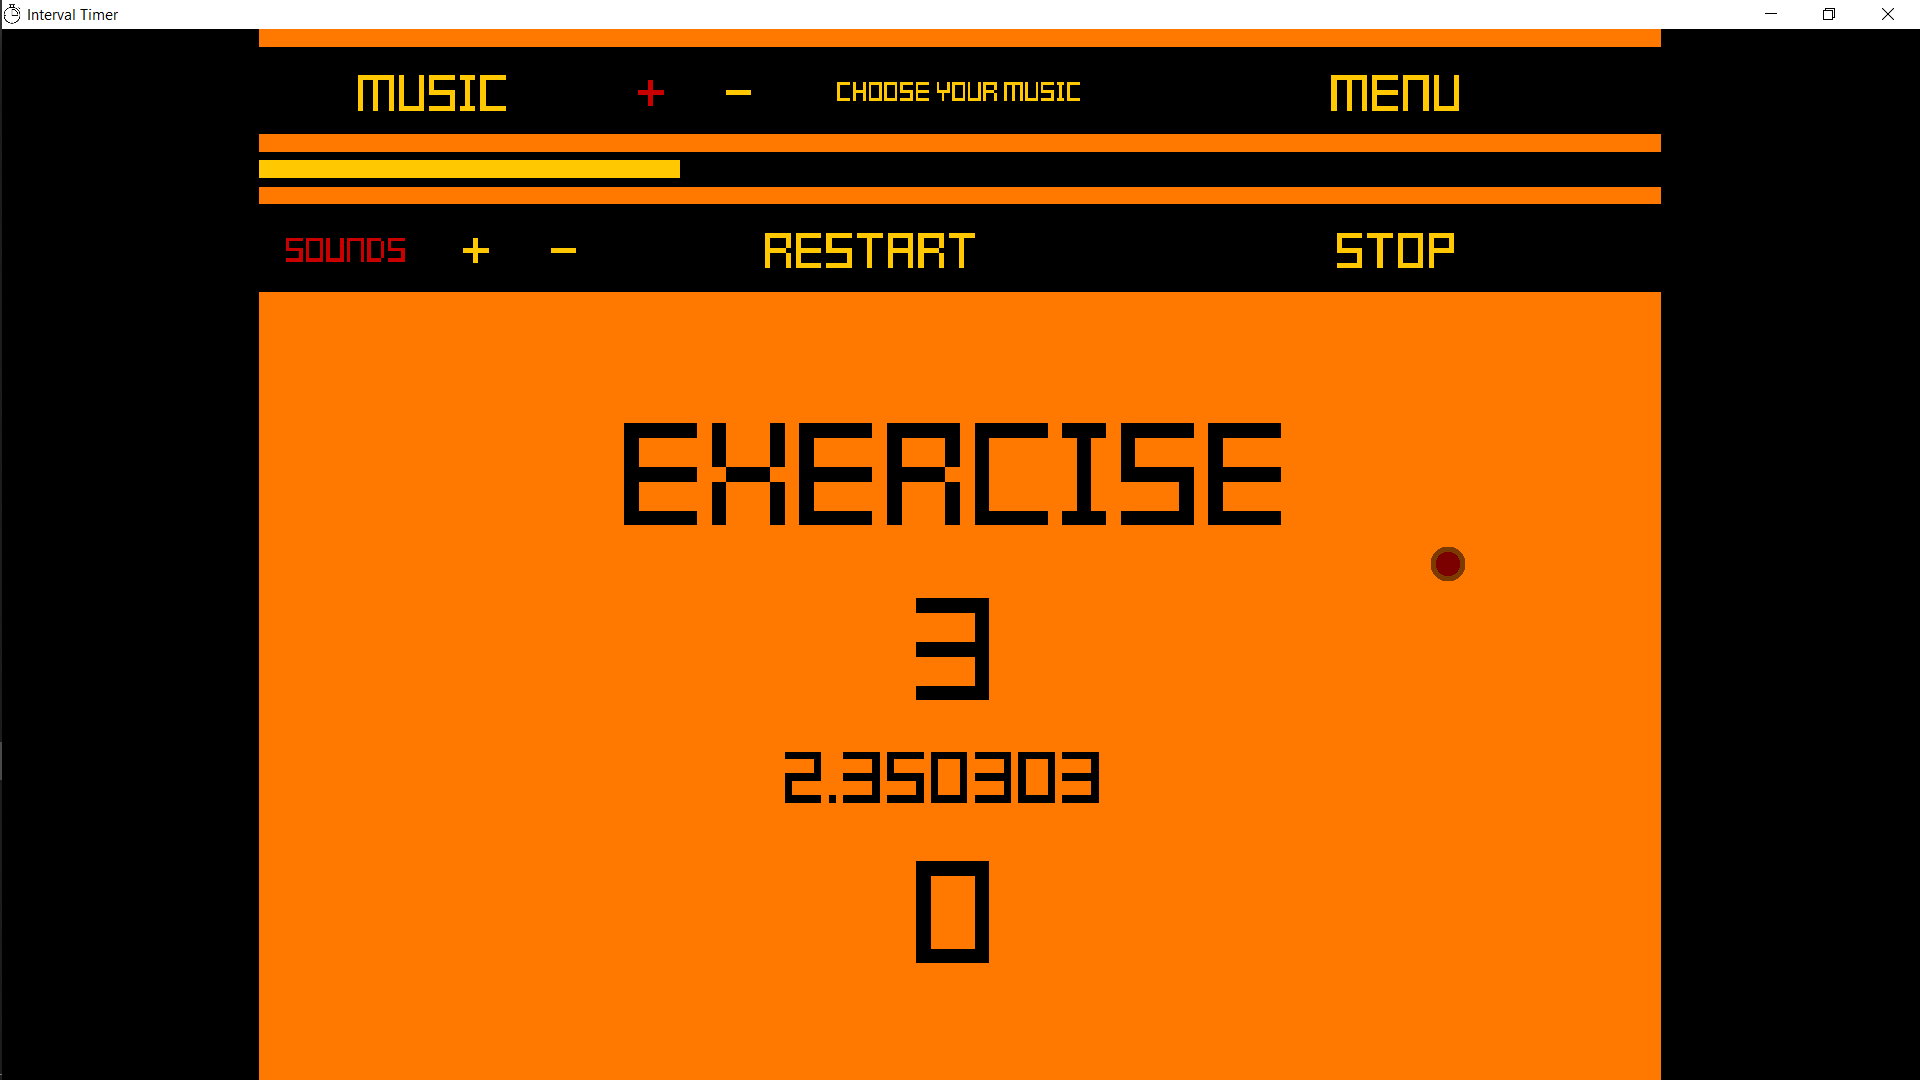 Interval Timer
MUSIC + - CHOOSE YOUR MUSIC MENU
SOUNDS + - RESTART STOP
EXERCISE
3
2.350303
0